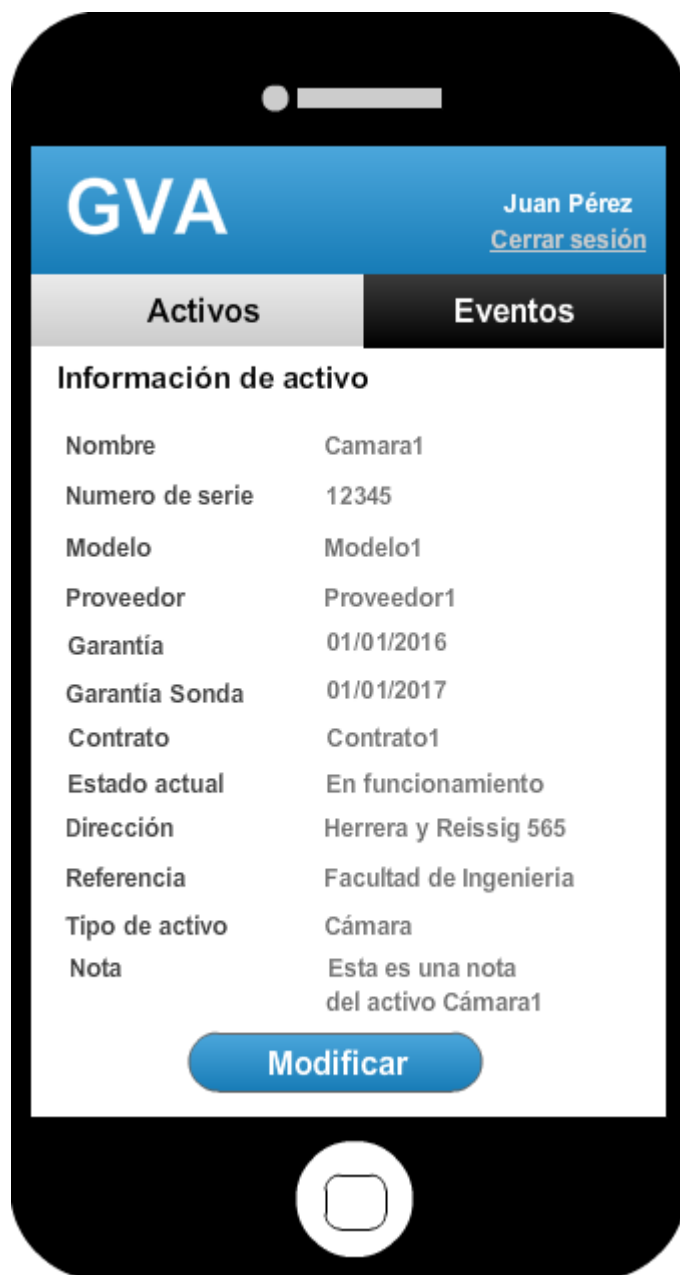 GVA
Juan Pérez
Cerrar sesión
Activos Eventos
Información de activo
Nombre Camara1
Numero de serie 12345
Modelo Modelo1
Proveedor Proveedor1
Garantía 01/01/2016
Garantía Sonda 01/01/2017
Contrato Contrato1
Estado actual En funcionamiento
Dirección Herrera y Reissig 565
Referencia Facultad de Ingenieria
Tipo de activo Cámara
Nota Esta es una nota
del activo Cámara1
Modificar